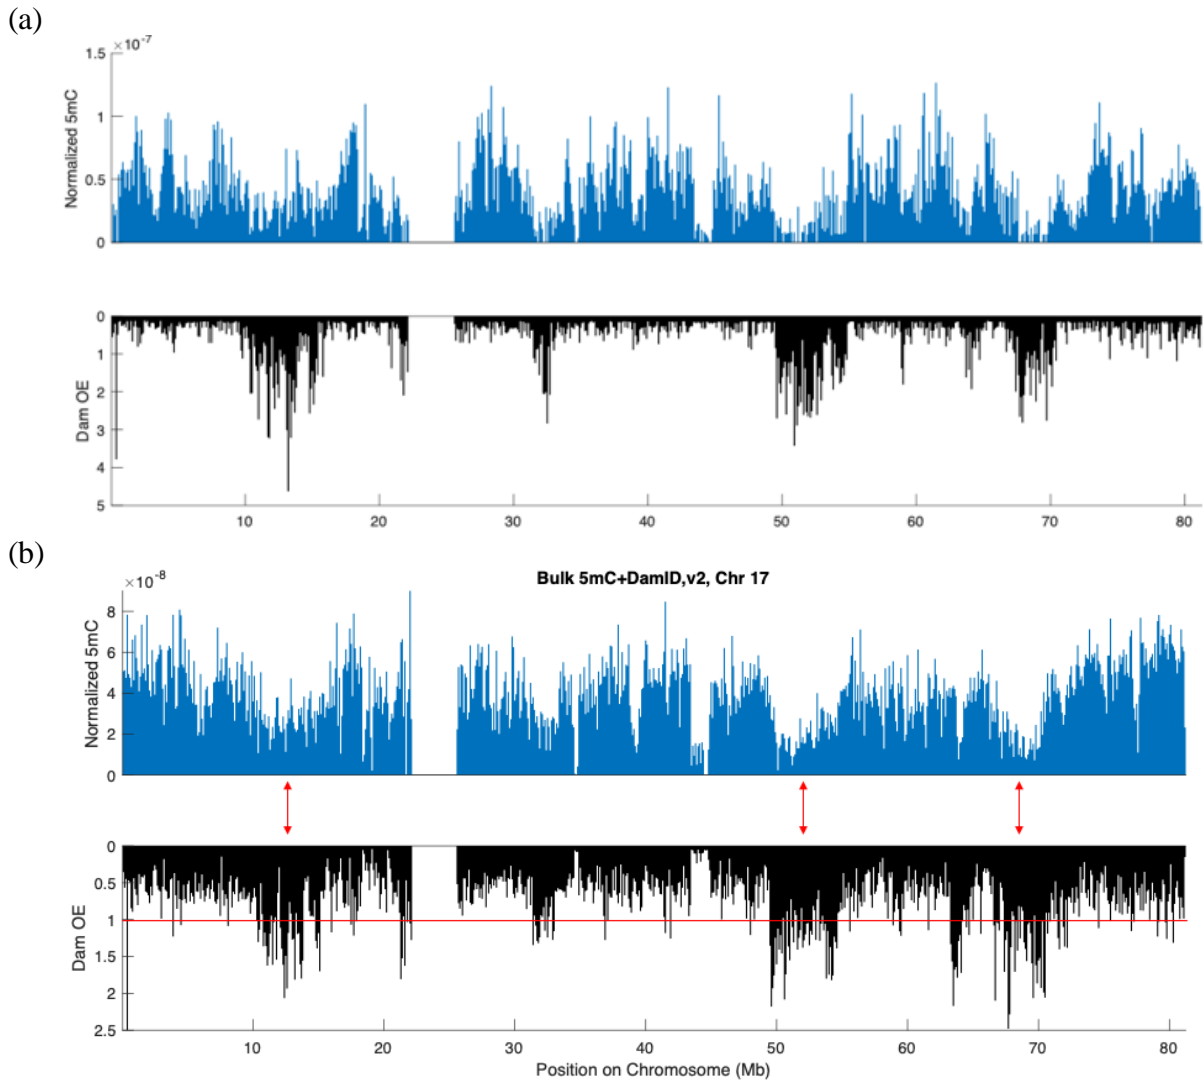 (a)
×10-7
1.5
1
0.5
0
Normalized 5mC
0
1
2
3
4
5
Dam OE
10 20 30 40 50 60 70 80
(b)
×10-8
Bulk 5mC+DamID,v2, Chr 17
8
6
4
2
0
Normalized 5mC
0
0.5
1
1.5
2
2.5
Dam OE
10 20 30 40 50 60 70 80
Position on Chromosome (Mb)